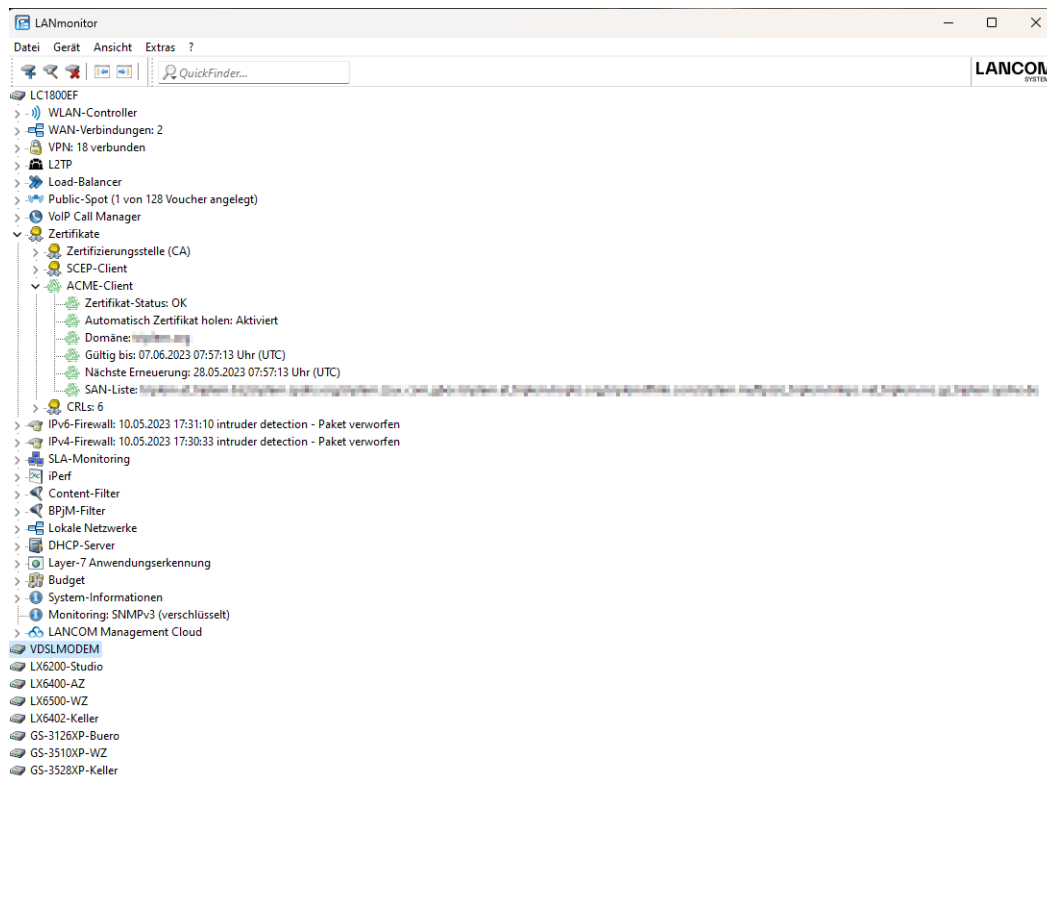 LANmonitor
Datei Gerät Ansicht Extras ?
QuickFinder...
LANCOM
SYSTEM
LC1800EF
WLAN-Controller
WAN-Verbindungen: 2
VPN: 18 verbunden
L2TP
Load-Balancer
Public-Spot (1 von 128 Voucher angelegt)
VoIP Call Manager
Zertifikate
Zertifizierungsstelle (CA)
SCEP-Client
ACME-Client
Zertifikat-Status: OK
Automatisch Zertifikat holen: Aktiviert
Domäne:
Gültig bis: 07.06.2023 07:57:13 Uhr (UTC)
Nächste Erneuerung: 28.05.2023 07:57:13 Uhr (UTC)
SAN-Liste:
CRLs: 6
IPv6-Firewall: 10.05.2023 17:31:10 intruder detection - Paket verworfen
IPv4-Firewall: 10.05.2023 17:30:33 intruder detection - Paket verworfen
SLA-Monitoring
iPerf
Content-Filter
BPjM-Filter
Lokale Netzwerke
DHCP-Server
Layer-7 Anwendungserkennung
Budget
System-Informationen
Monitoring: SNMPv3 (verschlüsselt)
LANCOM Management Cloud
VDSLMODEM
LX6200-Studio
LX6400-AZ
LX6500-WZ
LX6402-Keller
GS-3126XP-Buero
GS-3510XP-WZ
GS-3528XP-Keller